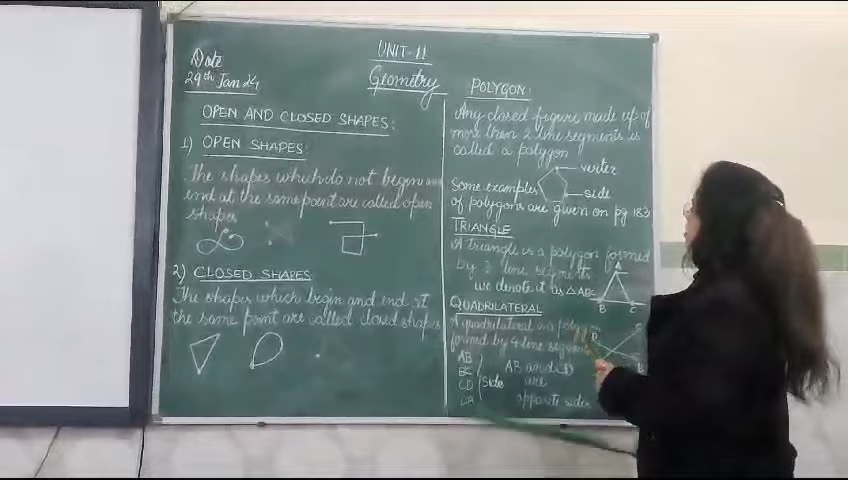 Date
29th Jan 24
UNIT-11
Geometry
OPEN AND CLOSED SHAPES:
1) OPEN SHAPES:
The shapes which do not begin and
end at the same point are called open
shapes
2) CLOSED SHAPES
The shapes which begin and end at
the same point are called closed shapes
POLYGON:
Any closed figure made up of
more than 2 line segments is
called a polygon
vertex
side
Some examples
of polygons are given on pg 183
TRIANGLE
A triangle is a polygon formed
by 3 line segments
we denote it as △ABC
A
B C
QUADRILATERAL
A quadrilateral is a polygon
formed by 4 line segments
AB
BC
CD
DA
Side
AB and CD
are
opposite sides